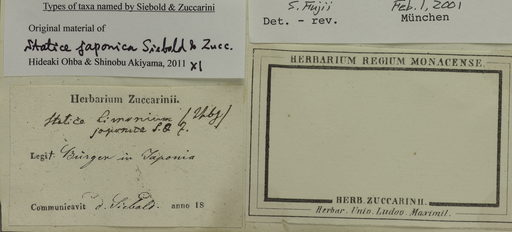 Types of taxa named by Siebold & Zuccarini
Original material of
Statice japonica Siebold & Zucc.
Hideaki Ohba & Shinobu Akiyama, 2011 XI
S. Fujii Feb. 1, 2001
Det. - rev. München
Herbarium Zuccarinii.
Statice Limonium
japonica S. & Z.
Legit Bürger in Japonia
Communicavit d. Siebold. anno 18
HERBARIUM REGIUM MONACENSE.
HERB. ZUCCARINII.
Herbar. Univ. Ludov. Maximil.